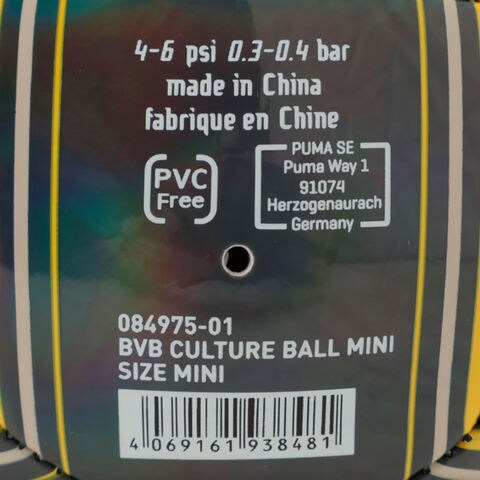 4-6 psi 0.3-0.4 bar
made in China
fabrique en Chine
PVC
Free
PUMA SE
Puma Way 1
91074
Herzogenaurach
Germany
084975-01
BVB CULTURE BALL MINI
SIZE MINI
4 069161 938481